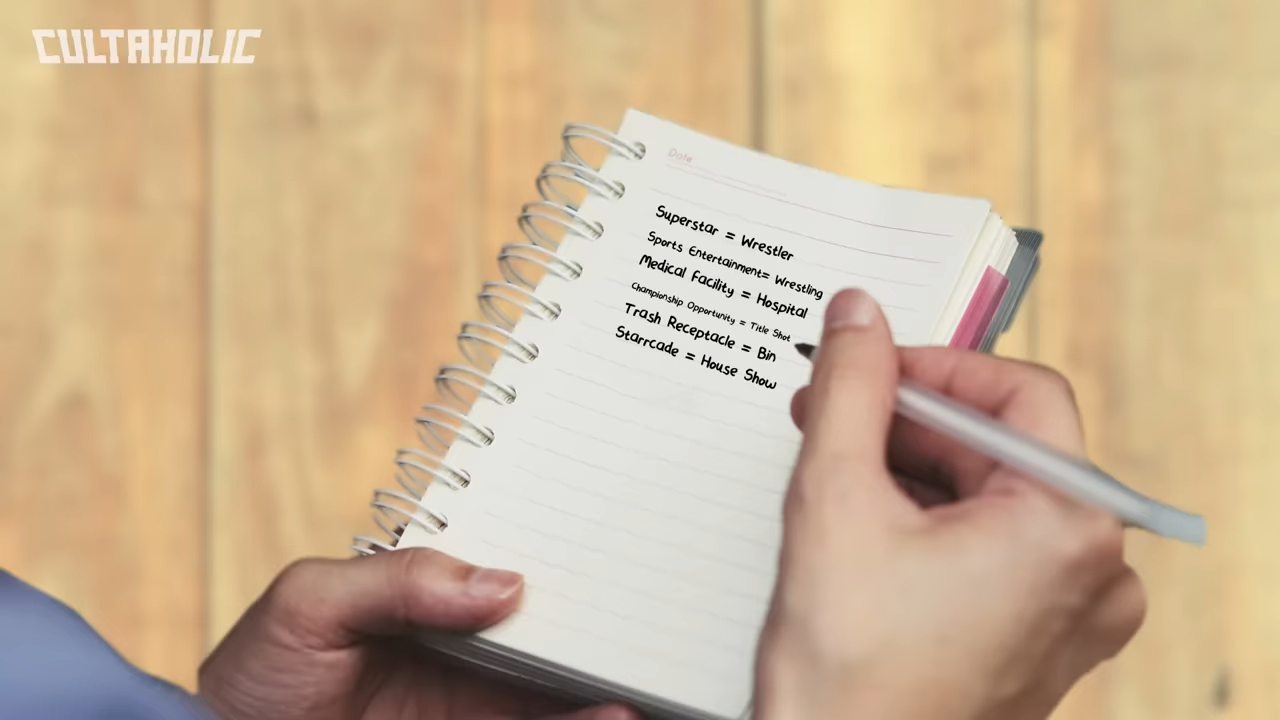 CULTAHOLIC
Date
Superstar = Wrestler
Sports Entertainment= Wrestling
Medical Facility = Hospital
Championship Opportunity = Title Shot
Trash Receptacle = Bin
Starrcade = House Show